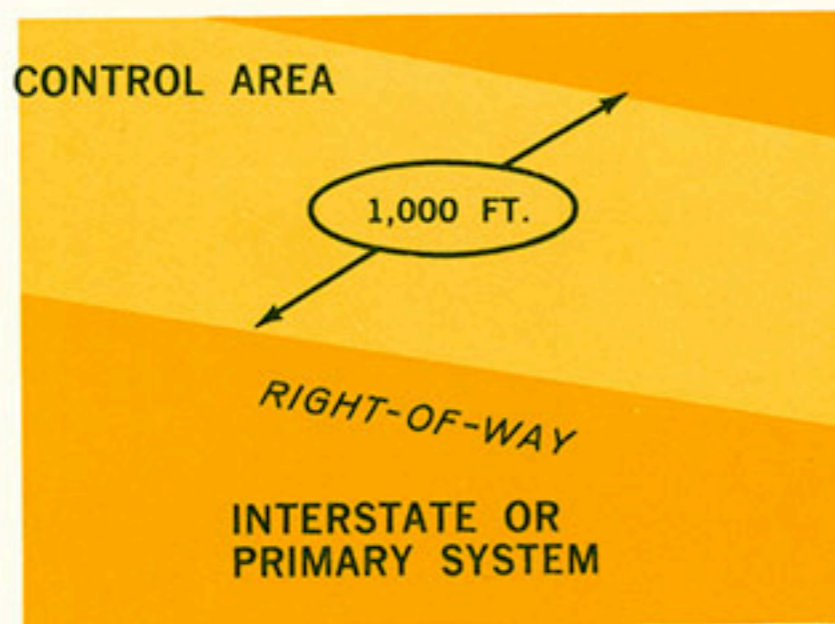 CONTROL AREA
1,000 FT.
RIGHT-OF-WAY
INTERSTATE OR
PRIMARY SYSTEM